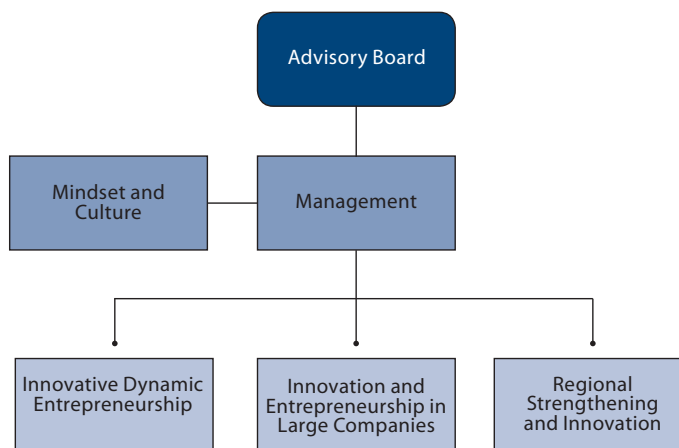 Advisory Board
Mindset and
Culture
Management
Innovative Dynamic
Entrepreneurship
Innovation and
Entrepreneurship in
Large Companies
Regional
Strengthening
and Innovation